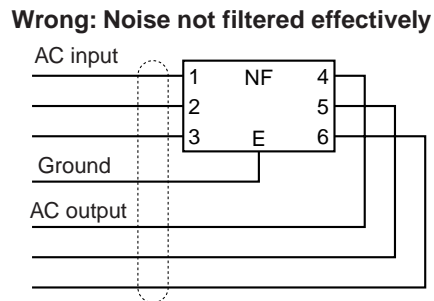 Wrong: Noise not filtered effectively
AC input
1 NF 4
2 5
3 E 6
Ground
AC output